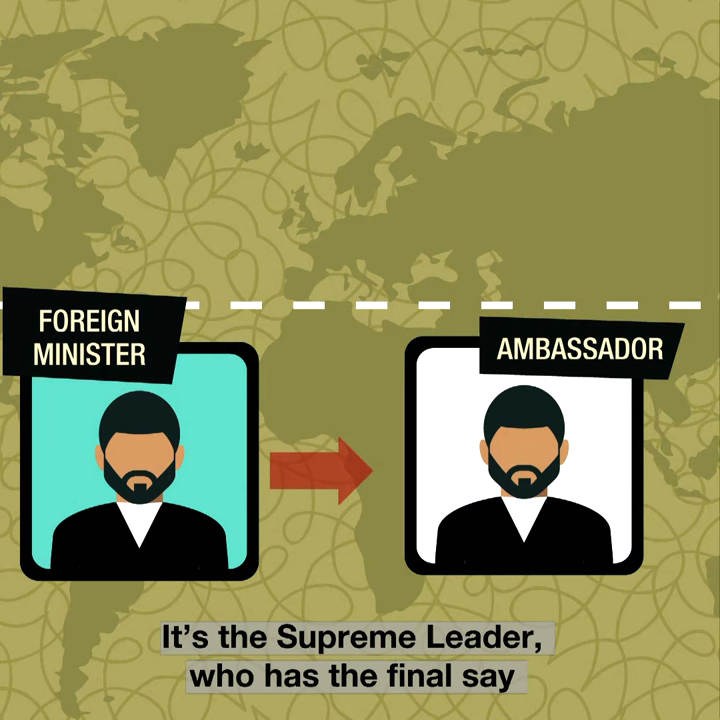 FOREIGN
MINISTER
AMBASSADOR
It's the Supreme Leader,
who has the final say